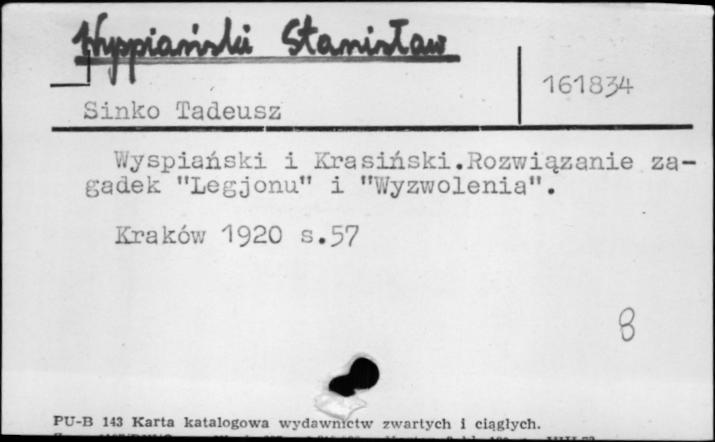 Wyspiański Stanisław
161834
Sinko Tadeusz
Wyspiański i Krasiński.Rozwiązanie za-
gadek "Legjonu" i "Wyzwolenia".
Kraków 1920 s.57
8
PU-B 143 Karta katalogowa wydawnictw zwartych i ciągłych.